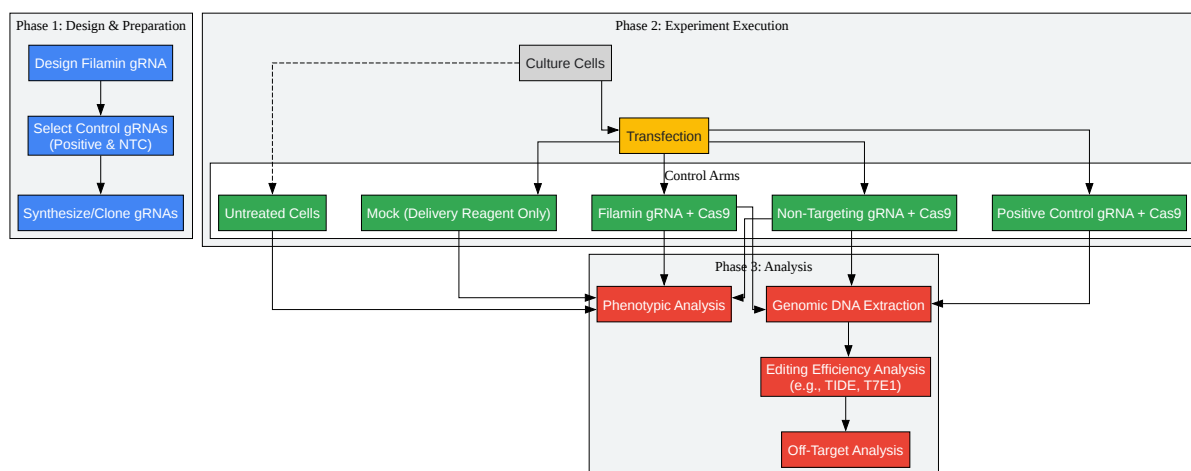 Phase 1: Design & Preparation
Design Filamin gRNA
Select Control gRNAs
(Positive & NTC)
Synthesize/Clone gRNAs
Phase 2: Experiment Execution
Culture Cells
Transfection
Control Arms
Untreated Cells
Mock (Delivery Reagent Only)
Filamin gRNA + Cas9
Non-Targeting gRNA + Cas9
Positive Control gRNA + Cas9
Phase 3: Analysis
Phenotypic Analysis
Genomic DNA Extraction
Editing Efficiency Analysis
(e.g., TIDE, T7E1)
Off-Target Analysis